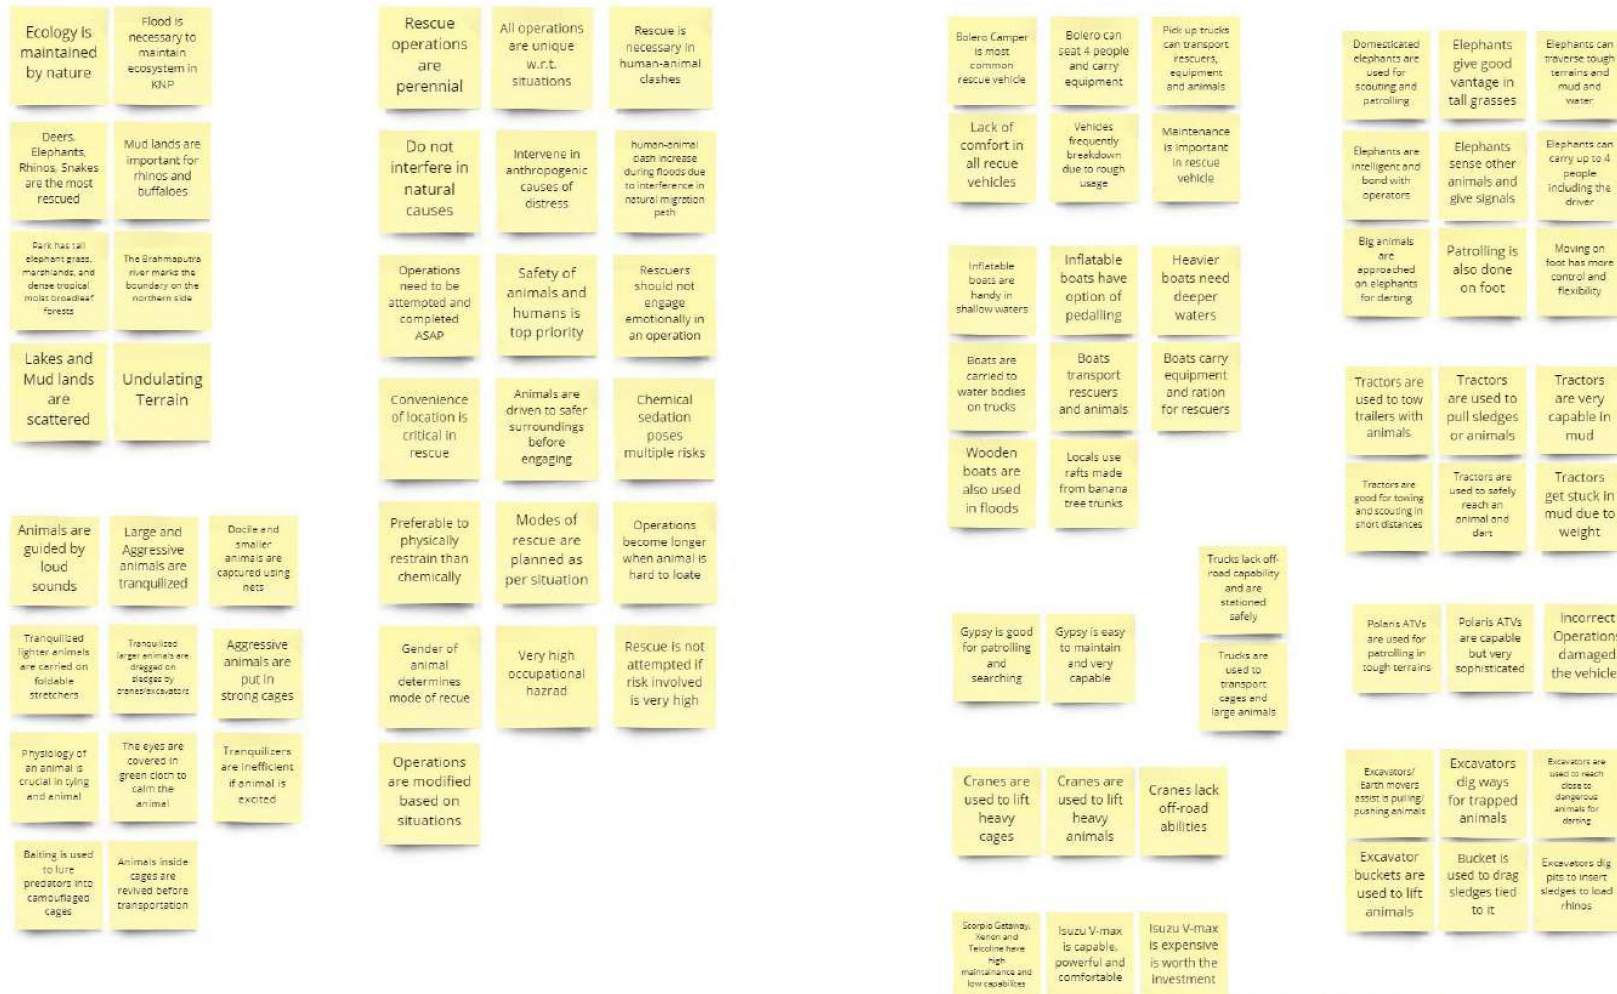 Ecology is
maintained
by nature
Flood is
necessary to
maintain
ecosystem in
KNP
Deers,
Elephants,
Rhinos, Snakes
are the most
rescued
Mud lands are
important for
rhinos and
buffaloes
Park has tall
elephant grass,
marshlands, and
dense tropical
moist broadleaf
forests
The Brahmaputra
river marks the
boundary on the
northern side
Lakes and
Mud lands
are
scattered
Undulating
Terrain
Animals are
guided by
loud
sounds
Large and
Aggressive
animals are
tranquilized
Docile and
smaller
animals are
captured using
nets
Tranquilized
lighter animals
are carried on
foldable
stretchers
Tranquilized
larger animals are
dragged on
sledges by
cranes/excavators
Aggressive
animals are
put in
strong cages
Physiology of
an animal is
crucial in tying
and animal
The eyes are
covered in
green cloth to
calm the
animal
Tranquilizers
are inefficient
if animal is
excited
Baiting is used
to lure
predators into
camouflaged
cages
Animals inside
cages are
revived before
transportation
Rescue
operations
are
perennial
All operations
are unique
w.r.t.
situations
Rescue is
necessary in
human-animal
clashes
Do not
interfere in
natural
causes
Intervene in
anthropogenic
causes of
distress
human-animal
clash increase
during floods due
to interference in
natural migration
path
Operations
need to be
attempted and
completed
ASAP
Safety of
animals and
humans is
top priority
Rescuers
should not
engage
emotionally in
an operation
Convenience
of location is
critical in
rescue
Animals are
driven to safer
surroundings
before
engaging
Chemical
sedation
poses
multiple risks
Preferable to
physically
restrain than
chemically
Modes of
rescue are
planned as
per situation
Operations
become longer
when animal is
hard to loate
Gender of
animal
determines
mode of recue
Very high
occupational
hazrad
Rescue is not
attempted if
risk involved
is very high
Operations
are modified
based on
situations
Bolero Camper
is most
common
rescue vehicle
Bolero can
seat 4 people
and carry
equipment
Pick up trucks
can transport
rescuers,
equipment
and animals
Lack of
comfort in
all recue
vehicles
Vehicles
frequently
breakdown
due to rough
usage
Maintenance
is important
in rescue
vehicle
Inflatable
boats are
handy in
shallow waters
Inflatable
boats have
option of
pedalling
Heavier
boats need
deeper
waters
Boats are
carried to
water bodies
on trucks
Boats
transport
rescuers
and animals
Boats carry
equipment
and ration
for rescuers
Wooden
boats are
also used
in floods
Locals use
rafts made
from banana
tree trunks
Trucks lack off-
road capability
and are
stationed
safely
Gypsy is good
for patrolling
and
searching
Gypsy is easy
to maintain
and very
capable
Trucks are
used to
transport
cages and
large animals
Cranes are
used to lift
heavy
cages
Cranes are
used to lift
heavy
animals
Cranes lack
off-road
abilities
Scorpio Getaway,
Xenon and
Telcoline have
high
maintainance and
low capabilites
Isuzu V-max
is capable,
powerful and
comfortable
Isuzu V-max
is expensive
is worth the
investment
Domesticated
elephants are
used for
scouting and
patrolling
Elephants
give good
vantage in
tall grasses
Elephants can
traverse tough
terrains and
mud and
water
Elephants are
intelligent and
bond with
operators
Elephants
sense other
animals and
give signals
Elephants can
carry up to 4
people
including the
driver
Big animals
are
approached
on elephants
for darting
Patrolling is
also done
on foot
Moving on
foot has more
control and
flexibility
Tractors are
used to tow
trailers with
animals
Tractors
are used to
pull sledges
or animals
Tractors
are very
capable in
mud
Tractors are
good for towing
and scouting in
short distances
Tractors are
used to safely
reach an
animal and
dart
Tractors
get stuck in
mud due to
weight
Polaris ATVs
are used for
patrolling in
tough terrains
Polaris ATVs
are capable
but very
sophisticated
Incorrect
Operations
damaged
the vehicle
Excavators/
Earth movers
assist is pulling/
pushing animals
Excavators
dig ways
for trapped
animals
Excavators are
used to reach
close to
dangerous
animals for
darting
Excavator
buckets are
used to lift
animals
Bucket is
used to drag
sledges tied
to it
Excavators dig
pits to insert
sledges to load
rhinos